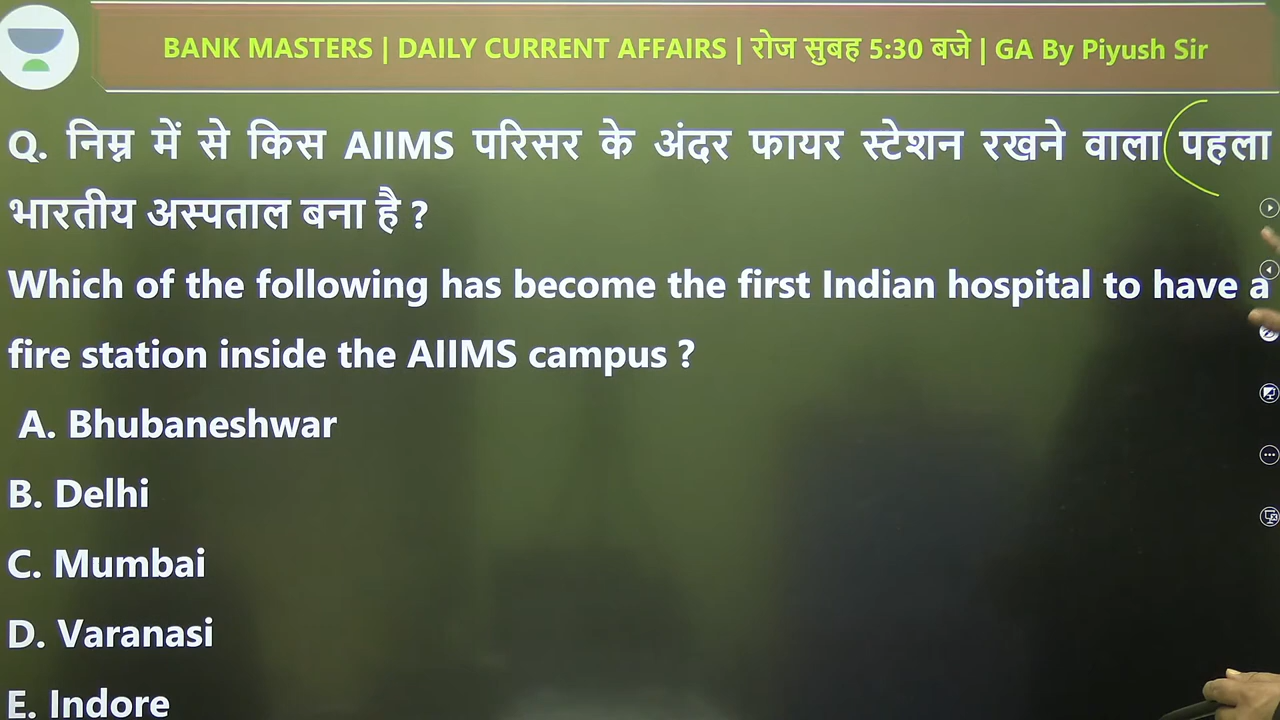 BANK MASTERS | DAILY CURRENT AFFAIRS | रोज सुबह 5:30 बजे | GA By Piyush Sir
Q. निम्न में से किस AIIMS परिसर के अंदर फायर स्टेशन रखने वाला पहला
भारतीय अस्पताल बना है ?
Which of the following has become the first Indian hospital to have a
fire station inside the AIIMS campus ?
A. Bhubaneshwar
B. Delhi
C. Mumbai
D. Varanasi
E. Indore